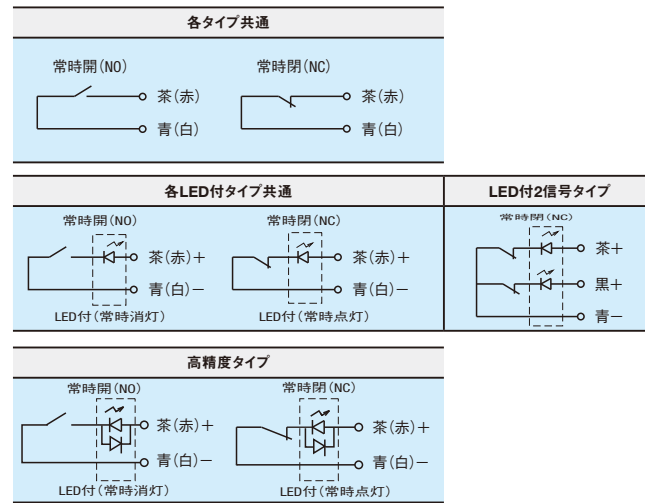 各タイプ共通
常時開(NO) 常時閉(NC)
茶(赤) 茶(赤)
青(白) 青(白)
各LED付タイプ共通 LED付2信号タイプ
常時開(NO) 常時閉(NC) 常時閉(NC)
茶+
茶(赤)+ 茶(赤)+
黒+
青(白)− 青(白)−
LED付(常時消灯) LED付(常時点灯) 青−
高精度タイプ
常時開(NO) 常時閉(NC)
茶(赤)+ 茶(赤)+
青(白)− 青(白)−
LED付(常時消灯) LED付(常時点灯)